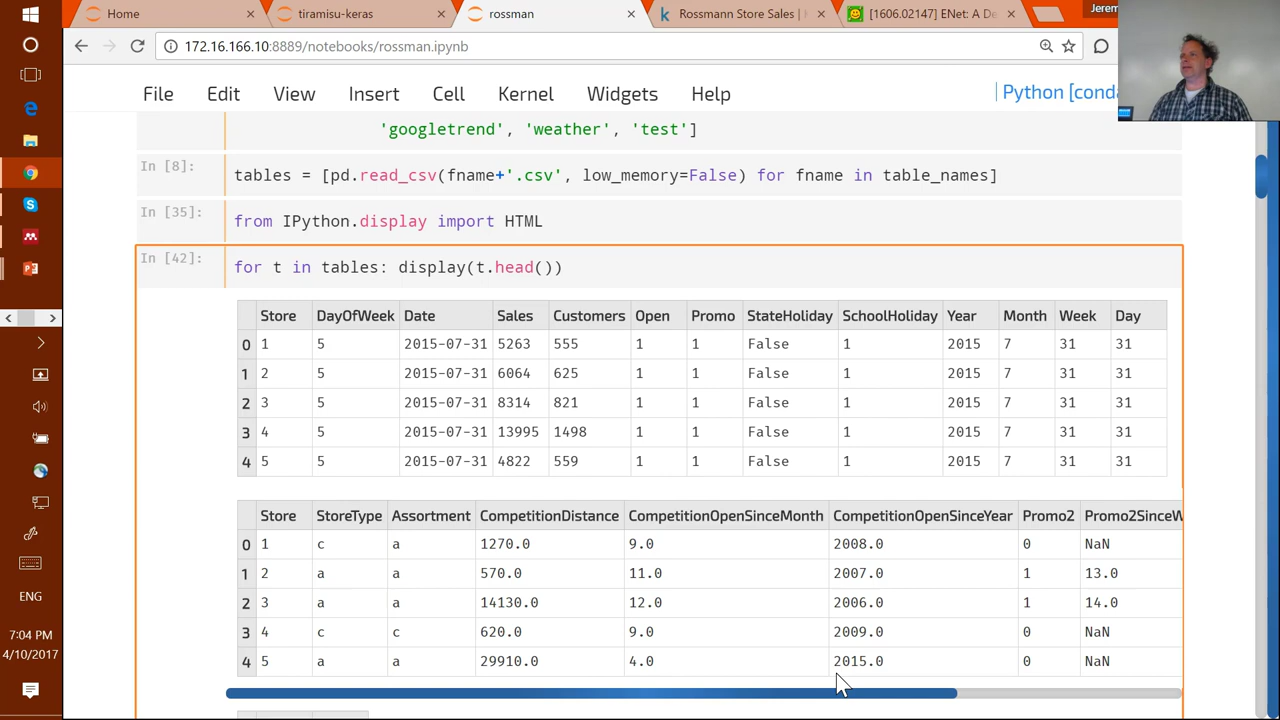 Home
tiramisu-keras
rossman
Rossmann Store Sales |
[1606.02147] ENet: A De
Jerem
172.16.166.10:8889/notebooks/rossman.ipynb
File Edit View Insert Cell Kernel Widgets Help
Python [conda
'googletrend', 'weather', 'test']
In [8]: tables = [pd.read_csv(fname+'.csv', low_memory=False) for fname in table_names]
In [35]: from IPython.display import HTML
In [42]: for t in tables: display(t.head())
Store DayOfWeek Date Sales Customers Open Promo StateHoliday SchoolHoliday Year Month Week Day
0 1 5 2015-07-31 5263 555 1 1 False 1 2015 7 31 31
1 2 5 2015-07-31 6064 625 1 1 False 1 2015 7 31 31
2 3 5 2015-07-31 8314 821 1 1 False 1 2015 7 31 31
3 4 5 2015-07-31 13995 1498 1 1 False 1 2015 7 31 31
4 5 5 2015-07-31 4822 559 1 1 False 1 2015 7 31 31
Store StoreType Assortment CompetitionDistance CompetitionOpenSinceMonth CompetitionOpenSinceYear Promo2 Promo2SinceW
0 1 c a 1270.0 9.0 2008.0 0 NaN
1 2 a a 570.0 11.0 2007.0 1 13.0
2 3 a a 14130.0 12.0 2006.0 1 14.0
3 4 c c 620.0 9.0 2009.0 0 NaN
4 5 a a 29910.0 4.0 2015.0 0 NaN
ENG
7:04 PM
4/10/2017